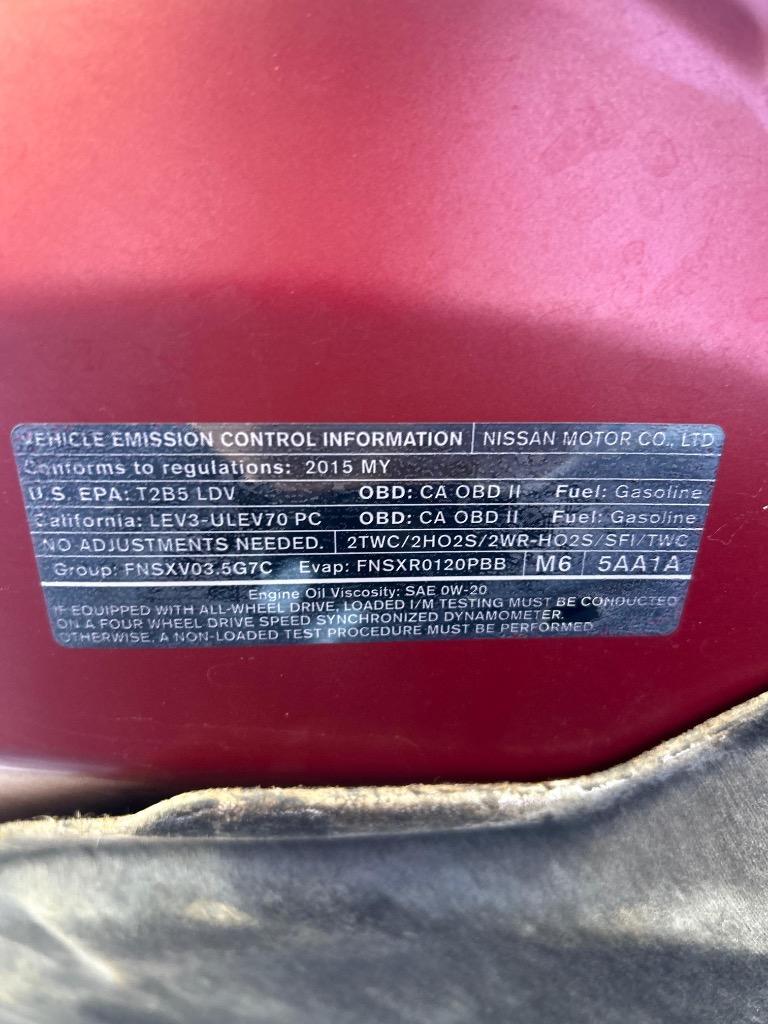 VEHICLE EMISSION CONTROL INFORMATION NISSAN MOTOR CO., LTD
Conforms to regulations: 2015 MY
U.S. EPA: T2B5 LDV OBD: CA OBD II Fuel: Gasoline
California: LEV3-ULEV70 PC OBD: CA OBD II Fuel: Gasoline
NO ADJUSTMENTS NEEDED. 2TWC/2HO2S/2WR-HO2S/SFI/TWC
Group: FNSXV03.5G7C Evap: FNSXR0120PBB M6 5AA1A
Engine Oil Viscosity: SAE 0W-20
IF EQUIPPED WITH ALL-WHEEL DRIVE, LOADED I/M TESTING MUST BE CONDUCTED
ON A FOUR WHEEL DRIVE SPEED SYNCHRONIZED DYNAMOMETER.
OTHERWISE, A NON-LOADED TEST PROCEDURE MUST BE PERFORMED